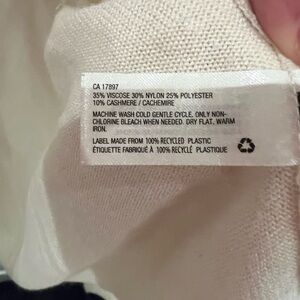 CA 17897
35% VISCOSE 30% NYLON 25% POLYESTER
10% CASHMERE / CACHEMIRE
MACHINE WASH COLD GENTLE CYCLE. ONLY NON-
CHLORINE BLEACH WHEN NEEDED. DRY FLAT. WARM
IRON.
LABEL MADE FROM 100% RECYCLED PLASTIC
ÉTIQUETTE FABRIQUÉ À 100% RECYCLÉ PLASTIQUE